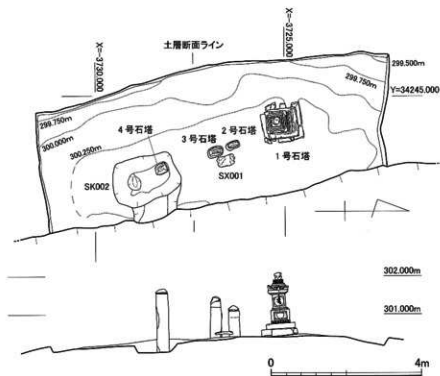 X=-3730.000
土層断面ライン
X=-3725.000
299.500m
299.750m
Y=34245.000
299.750m
300.000m
300.250m
4号石塔
3号石塔
2号石塔
1号石塔
SK002
SX001
302.000m
301.000m
0
4m